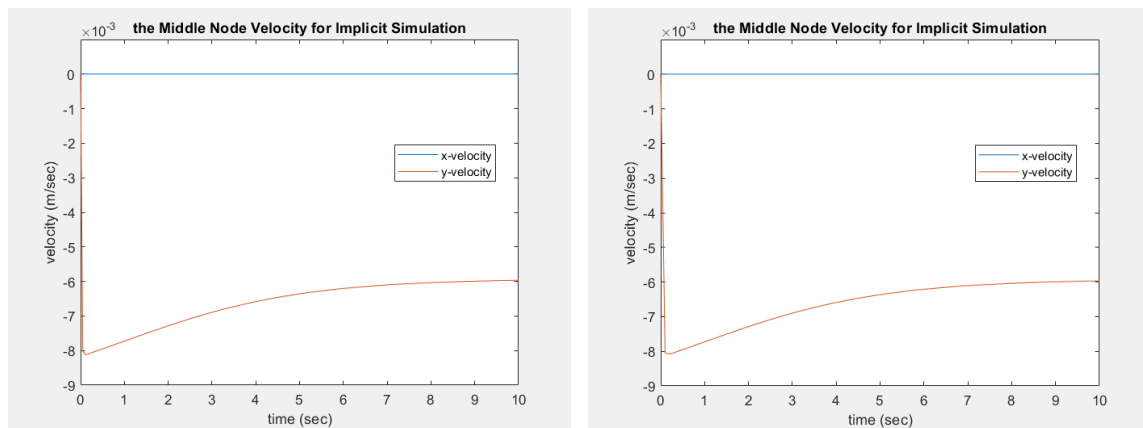 ×10⁻³ the Middle Node Velocity for Implicit Simulation
0
-1
-2
-3
-4
-5
-6
-7
-8
-9
velocity (m/sec)
x-velocity
y-velocity
0 1 2 3 4 5 6 7 8 9 10
time (sec)
×10⁻³ the Middle Node Velocity for Implicit Simulation
0
-1
-2
-3
-4
-5
-6
-7
-8
-9
velocity (m/sec)
x-velocity
y-velocity
0 1 2 3 4 5 6 7 8 9 10
time (sec)